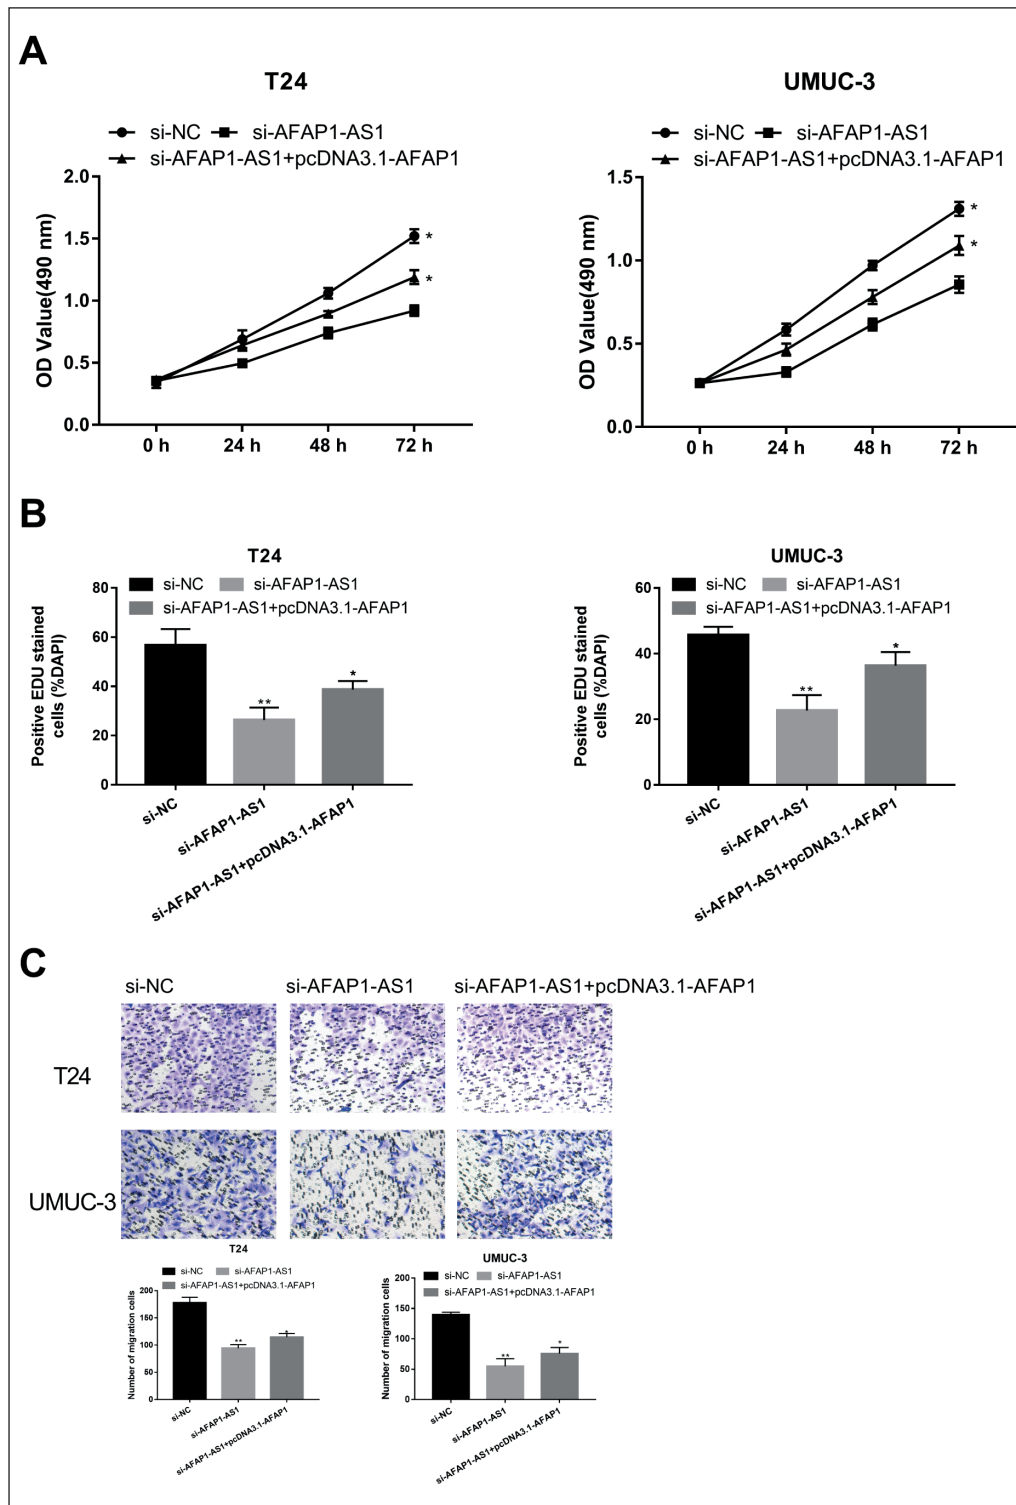 A
T24
si-NC si-AFAP1-AS1
si-AFAP1-AS1+pcDNA3.1-AFAP1
OD Value(490 nm)
2.0
1.5
1.0
0.5
0.0
*
*
0 h 24 h 48 h 72 h
UMUC-3
si-NC si-AFAP1-AS1
si-AFAP1-AS1+pcDNA3.1-AFAP1
OD Value(490 nm)
1.5
1.0
0.5
0.0
*
*
0 h 24 h 48 h 72 h
B
T24
si-NC si-AFAP1-AS1
si-AFAP1-AS1+pcDNA3.1-AFAP1
Positive EDU stained
cells (%DAPI)
80
60
40
20
0
**
*
si-NC
si-AFAP1-AS1
si-AFAP1-AS1+pcDNA3.1-AFAP1
UMUC-3
si-NC si-AFAP1-AS1
si-AFAP1-AS1+pcDNA3.1-AFAP1
Positive EDU stained
cells (%DAPI)
60
40
20
0
**
*
si-NC
si-AFAP1-AS1
si-AFAP1-AS1+pcDNA3.1-AFAP1
C
si-NC si-AFAP1-AS1 si-AFAP1-AS1+pcDNA3.1-AFAP1
T24
UMUC-3
T24
si-NC si-AFAP1-AS1
si-AFAP1-AS1+pcDNA3.1-AFAP1
Number of migration cells
200
150
100
50
0
**
*
si-NC
si-AFAP1-AS1
si-AFAP1-AS1+pcDNA3.1-AFAP1
UMUC-3
si-NC si-AFAP1-AS1
si-AFAP1-AS1+pcDNA3.1-AFAP1
Number of migration cells
200
150
100
50
0
**
*
si-NC
si-AFAP1-AS1
si-AFAP1-AS1+pcDNA3.1-AFAP1